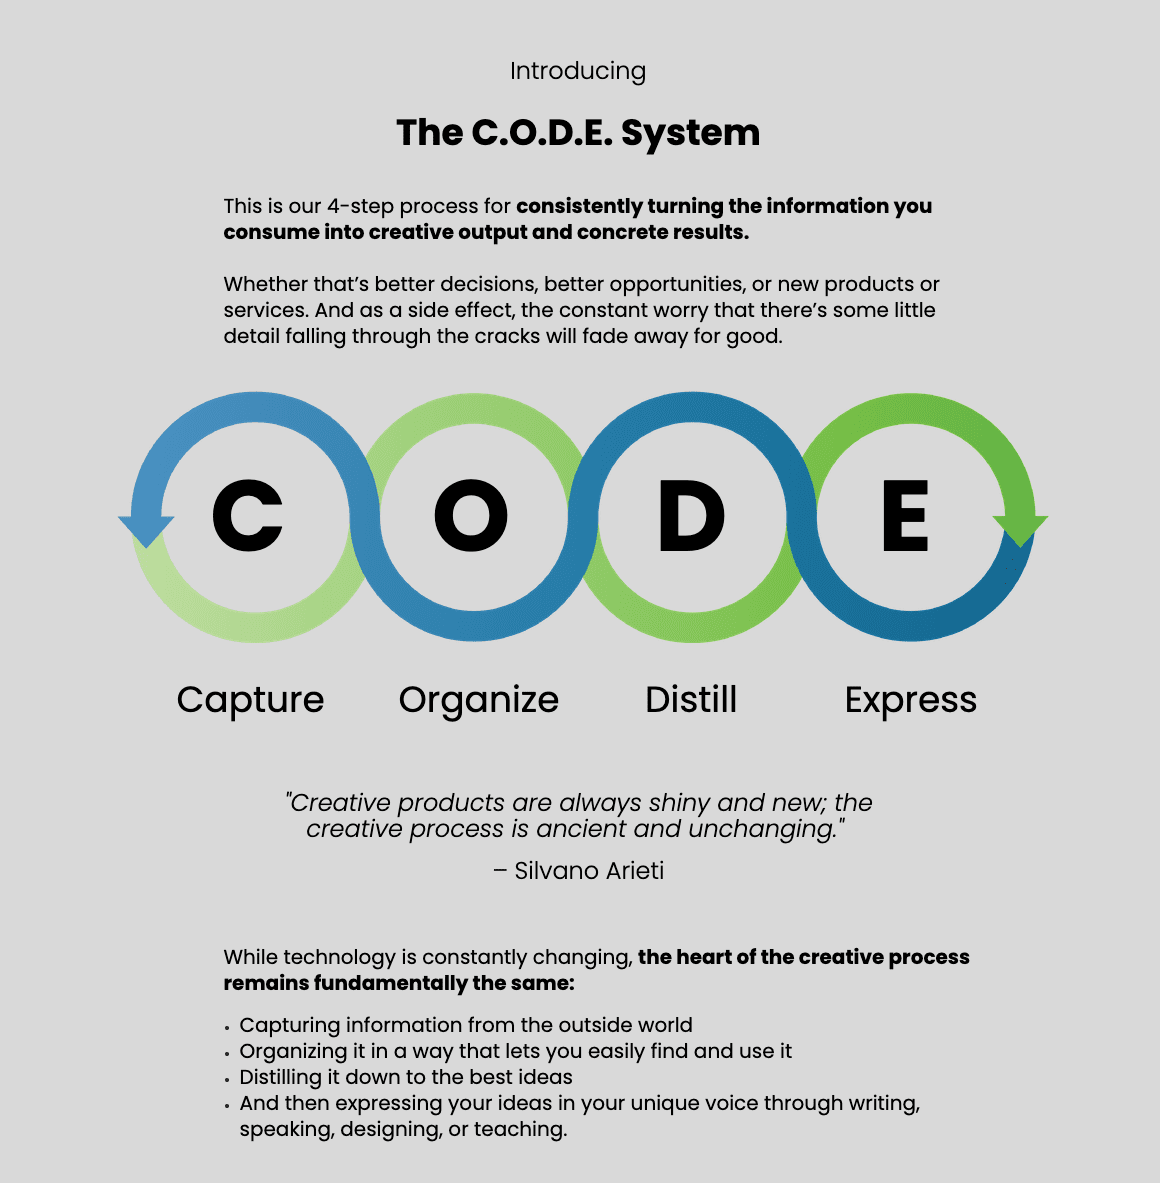 Introducing
The C.O.D.E. System
This is our 4-step process for consistently turning the information you
consume into creative output and concrete results.
Whether that’s better decisions, better opportunities, or new products or
services. And as a side effect, the constant worry that there’s some little
detail falling through the cracks will fade away for good.
C O D E
Capture Organize Distill Express
"Creative products are always shiny and new; the
creative process is ancient and unchanging."
– Silvano Arieti
While technology is constantly changing, the heart of the creative process
remains fundamentally the same:
• Capturing information from the outside world
• Organizing it in a way that lets you easily find and use it
• Distilling it down to the best ideas
• And then expressing your ideas in your unique voice through writing,
speaking, designing, or teaching.